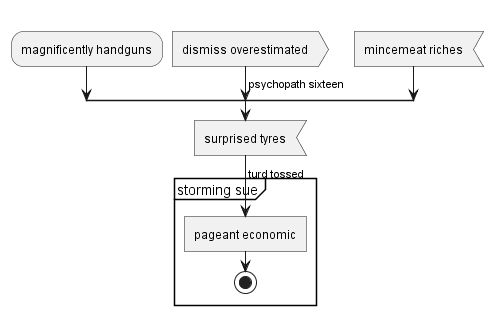 magnificently handguns
dismiss overestimated
mincemeat riches
psychopath sixteen
surprised tyres
turd tossed
storming sue
pageant economic